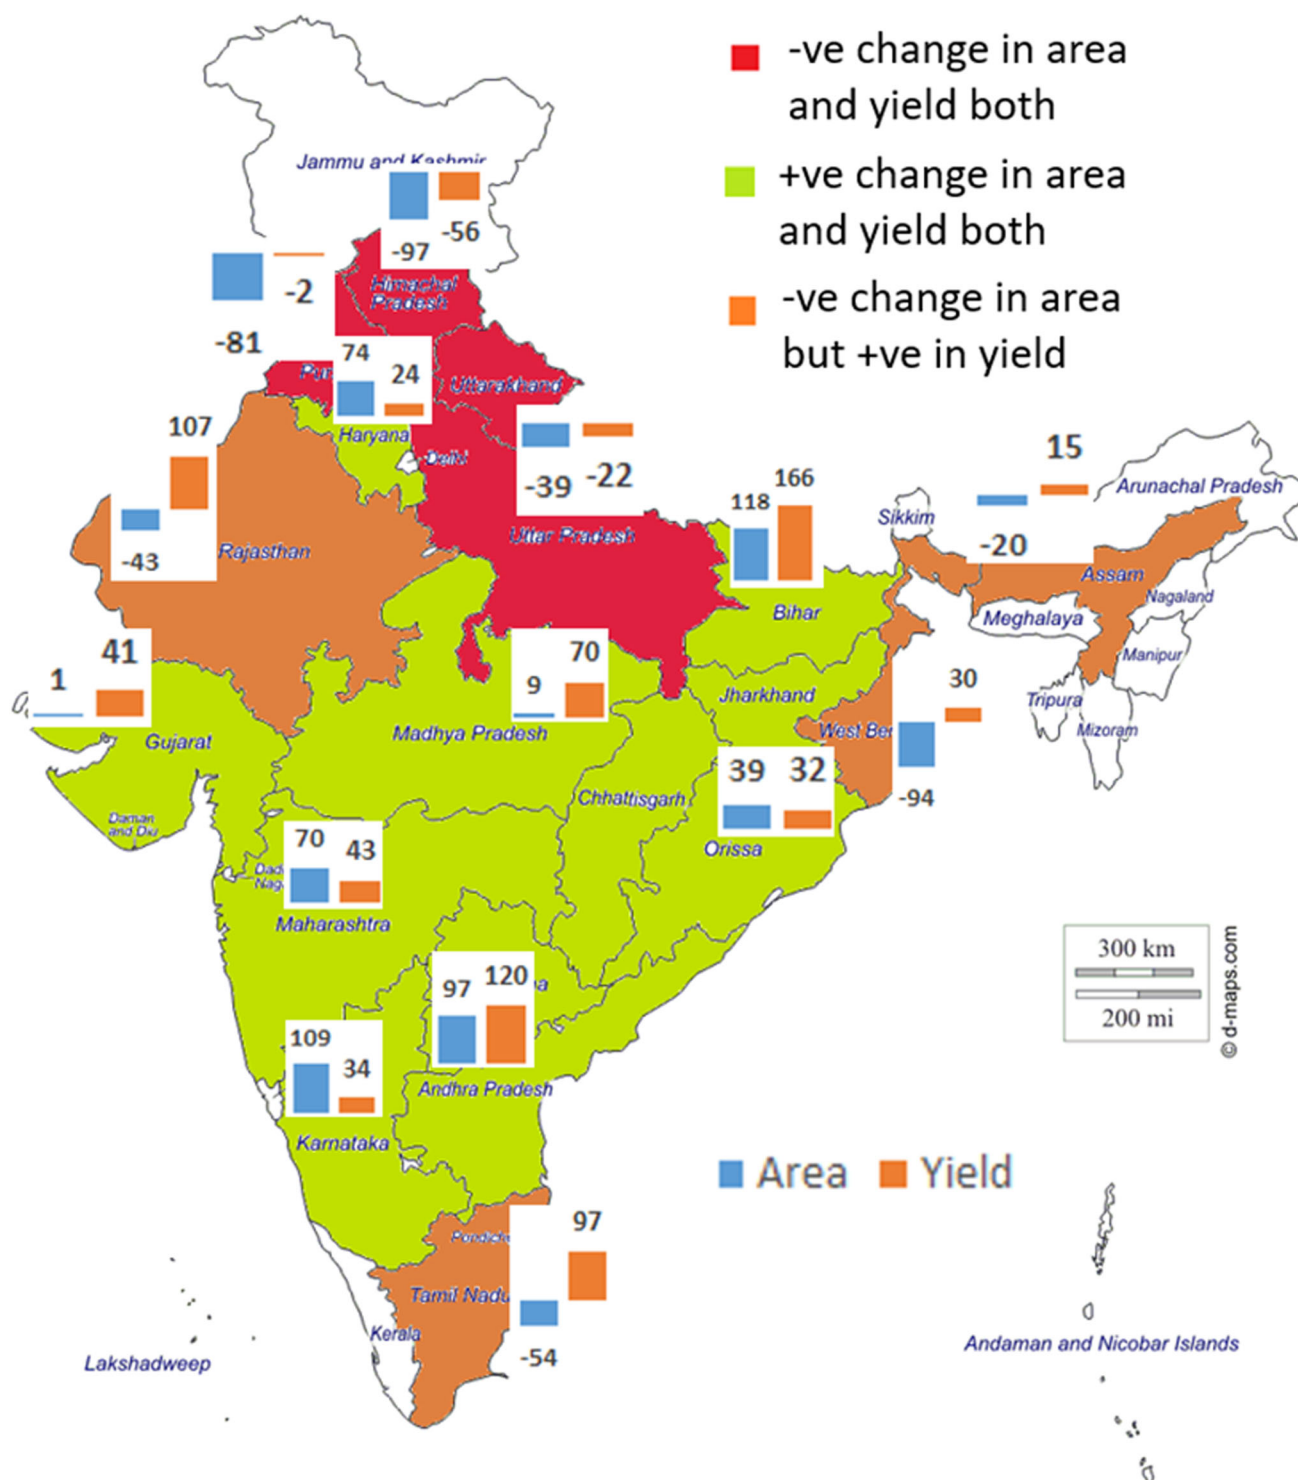 -ve change in area
and yield both
+ve change in area
and yield both
-ve change in area
but +ve in yield
Jammu and Kashmir
-97
-56
-2
-81
Himachal
Pradesh
74
24
Uttarakhand
Haryana
Delhi
107
-43
Rajasthan
-39
-22
Uttar Pradesh
118
166
Bihar
Sikkim
15
-20
Arunachal Pradesh
Assam
Nagaland
Meghalaya
Manipur
Tripura
Mizoram
1
41
Gujarat
9
70
Madhya Pradesh
Jharkhand
30
West Ben
-94
Chhattisgarh
39
32
Orissa
Daman
and Diu
70
43
Dad
Nag
Maharashtra
97
120
na
Andhra Pradesh
109
34
Karnataka
300 km
200 mi
© d-maps.com
Area
Yield
97
-54
Tamil Nadu
Kerala
Lakshadweep
Andaman and Nicobar Islands